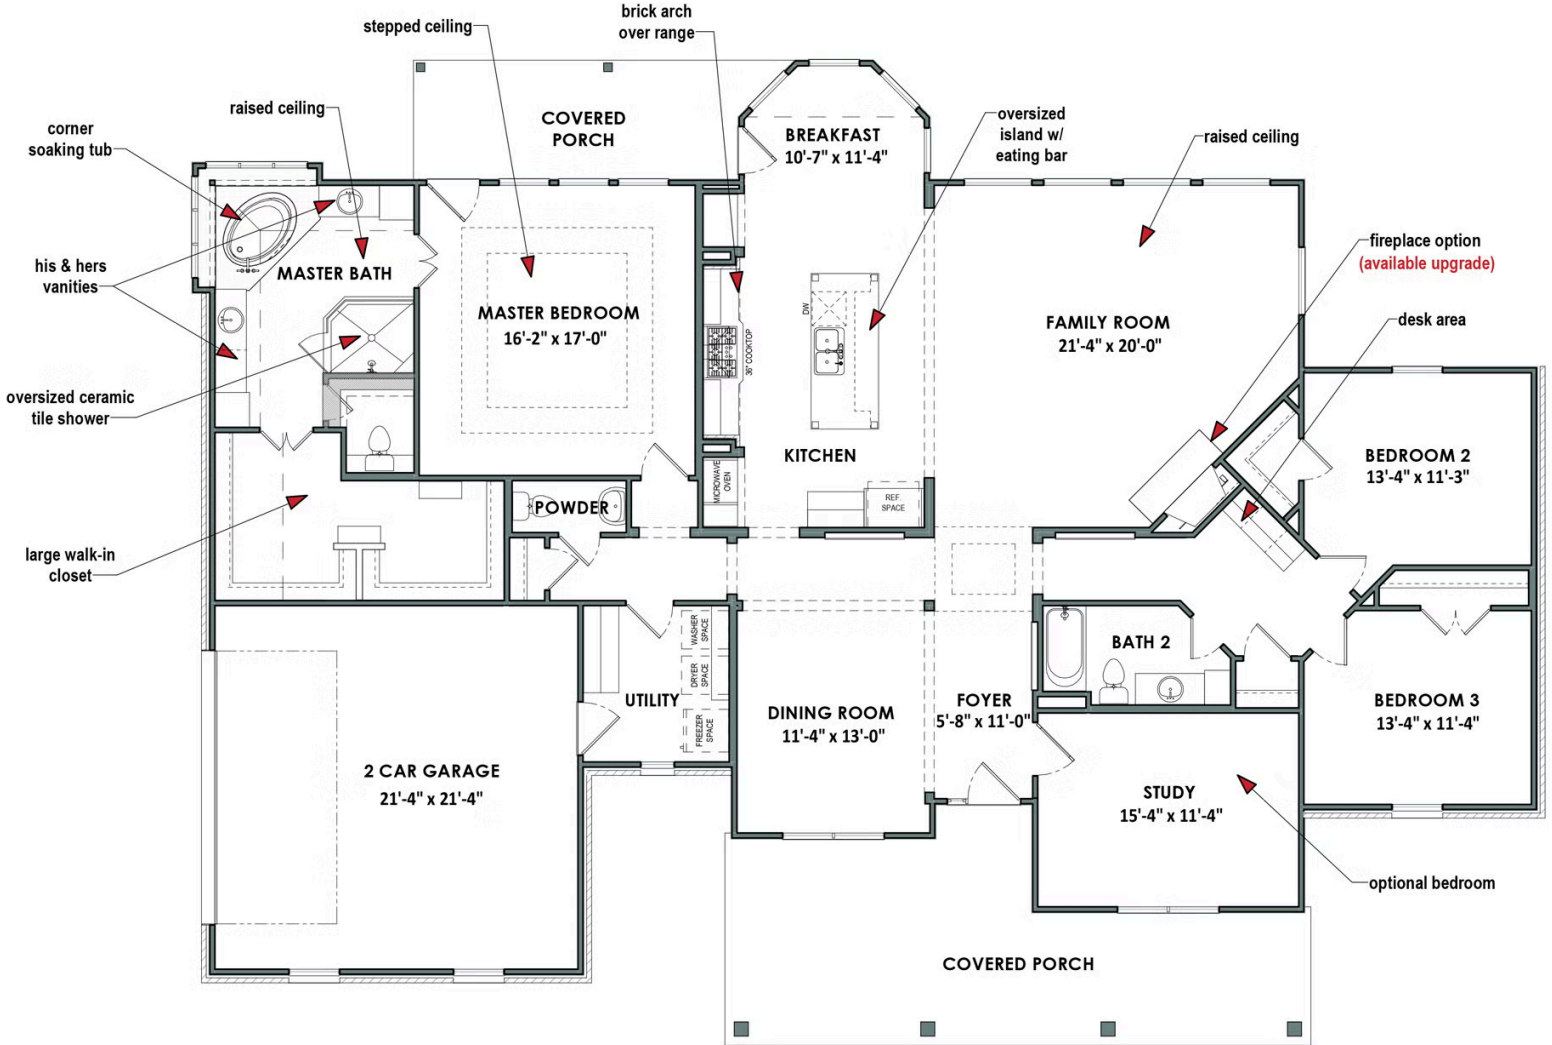 brick arch
over range
stepped ceiling
COVERED
PORCH
raised ceiling
corner
soaking tub
BREAKFAST
10'-7" x 11'-4"
oversized
island w/
eating bar
raised ceiling
his & hers
vanities
MASTER BATH
MASTER BEDROOM
16'-2" x 17'-0"
DW
36" COOKTOP
FAMILY ROOM
21'-4" x 20'-0"
fireplace option
(available upgrade)
desk area
oversized ceramic
tile shower
KITCHEN
MICROWAVE
OVEN
REF.
SPACE
BEDROOM 2
13'-4" x 11'-3"
POWDER
large walk-in
closet
WASHER
SPACE
DRYER
SPACE
FREEZER
SPACE
UTILITY
BATH 2
DINING ROOM
11'-4" x 13'-0"
FOYER
5'-8" x 11'-0"
BEDROOM 3
13'-4" x 11'-4"
2 CAR GARAGE
21'-4" x 21'-4"
STUDY
15'-4" x 11'-4"
optional bedroom
COVERED PORCH